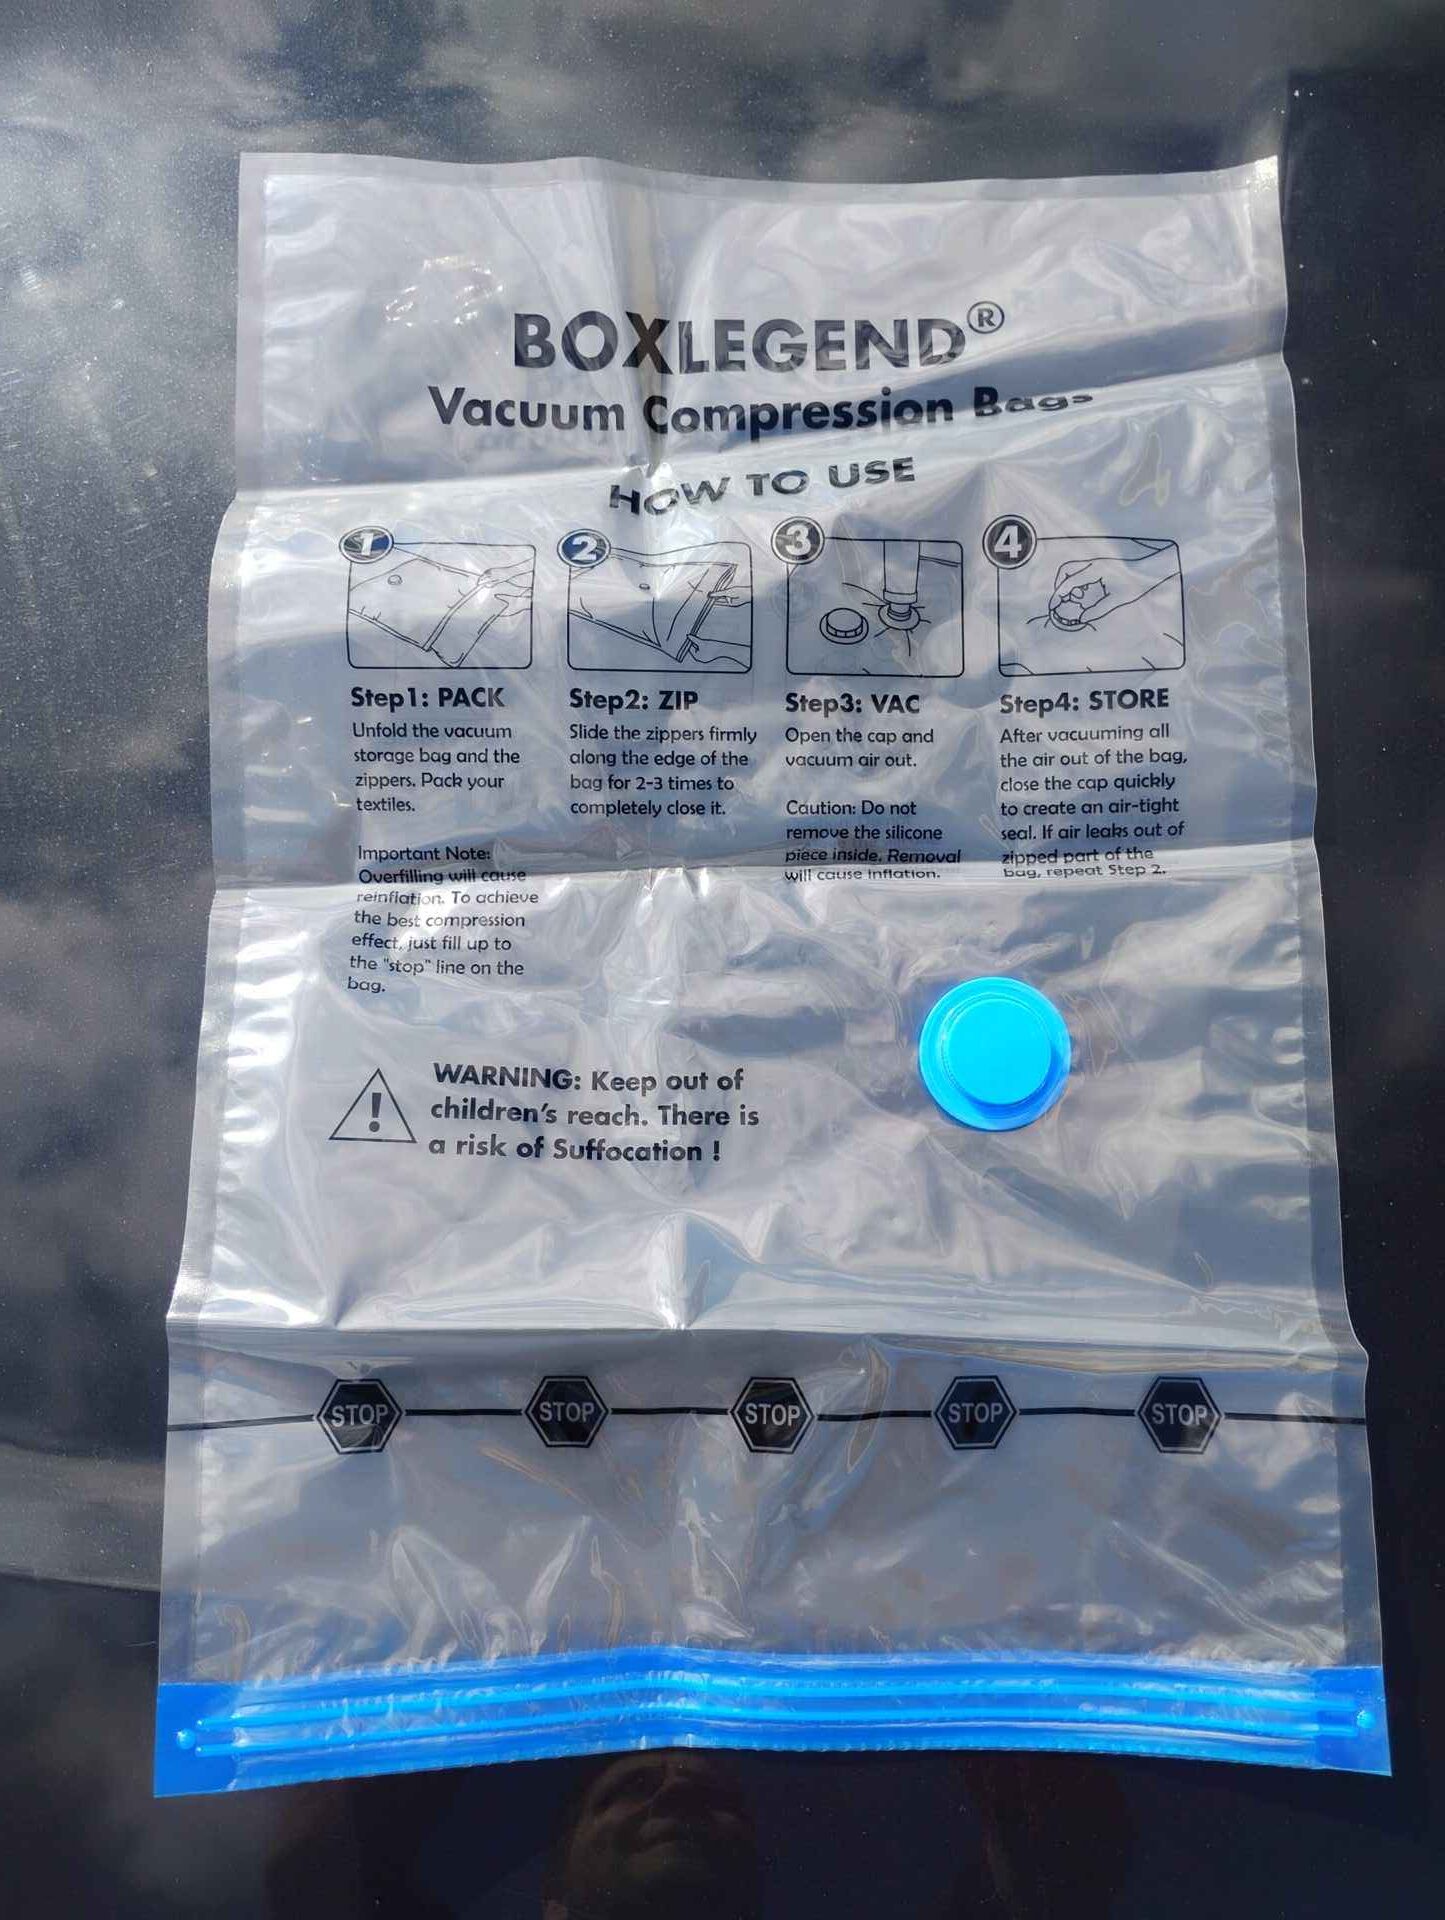 BOXLEGEND®
Vacuum Compression Bags
HOW TO USE
1
2
3
4
Step1: PACK
Unfold the vacuum
storage bag and the
zippers. Pack your
textiles.
Important Note:
Overfilling will cause
reinflation. To achieve
the best compression
effect, just fill up to
the "stop" line on the
bag.
Step2: ZIP
Slide the zippers firmly
along the edge of the
bag for 2-3 times to
completely close it.
Step3: VAC
Open the cap and
vacuum air out.
Caution: Do not
remove the silicone
piece inside. Removal
will cause inflation.
Step4: STORE
After vacuuming all
the air out of the bag,
close the cap quickly
to create an air-tight
seal. If air leaks out of
zipped part of the
bag, repeat Step 2.
WARNING: Keep out of
children's reach. There is
a risk of Suffocation !
STOP STOP STOP STOP STOP